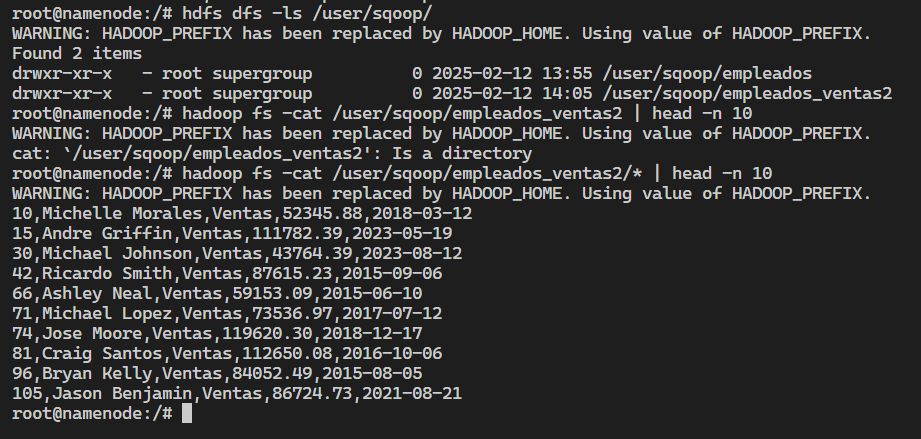 root@namenode:/# hdfs dfs -ls /user/sqoop/
WARNING: HADOOP_PREFIX has been replaced by HADOOP_HOME. Using value of HADOOP_PREFIX.
Found 2 items
drwxr-xr-x   - root supergroup          0 2025-02-12 13:55 /user/sqoop/empleados
drwxr-xr-x   - root supergroup          0 2025-02-12 14:05 /user/sqoop/empleados_ventas2
root@namenode:/# hadoop fs -cat /user/sqoop/empleados_ventas2 | head -n 10
WARNING: HADOOP_PREFIX has been replaced by HADOOP_HOME. Using value of HADOOP_PREFIX.
cat: `/user/sqoop/empleados_ventas2': Is a directory
root@namenode:/# hadoop fs -cat /user/sqoop/empleados_ventas2/* | head -n 10
WARNING: HADOOP_PREFIX has been replaced by HADOOP_HOME. Using value of HADOOP_PREFIX.
10,Michelle Morales,Ventas,52345.88,2018-03-12
15,Andre Griffin,Ventas,111782.39,2023-05-19
30,Michael Johnson,Ventas,43764.39,2023-08-12
42,Ricardo Smith,Ventas,87615.23,2015-09-06
66,Ashley Neal,Ventas,59153.09,2015-06-10
71,Michael Lopez,Ventas,73536.97,2017-07-12
74,Jose Moore,Ventas,119620.30,2018-12-17
81,Craig Santos,Ventas,112650.08,2016-10-06
96,Bryan Kelly,Ventas,84052.49,2015-08-05
105,Jason Benjamin,Ventas,86724.73,2021-08-21
root@namenode:/#